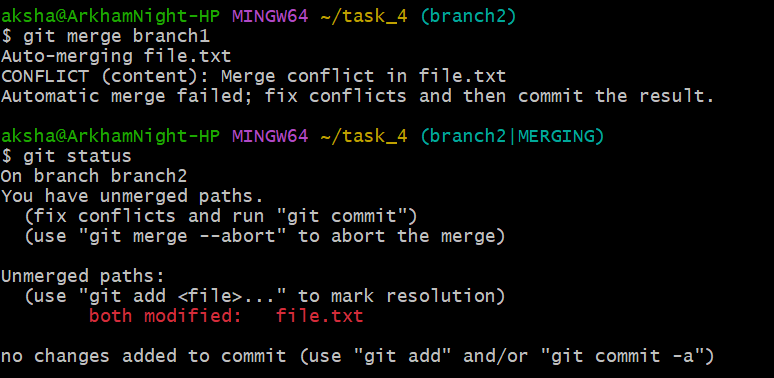 aksha@ArkhamNight-HP MINGW64 ~/task_4 (branch2)
$ git merge branch1
Auto-merging file.txt
CONFLICT (content): Merge conflict in file.txt
Automatic merge failed; fix conflicts and then commit the result.

aksha@ArkhamNight-HP MINGW64 ~/task_4 (branch2|MERGING)
$ git status
On branch branch2
You have unmerged paths.
  (fix conflicts and run "git commit")
  (use "git merge --abort" to abort the merge)

Unmerged paths:
  (use "git add <file>..." to mark resolution)
        both modified:   file.txt

no changes added to commit (use "git add" and/or "git commit -a")